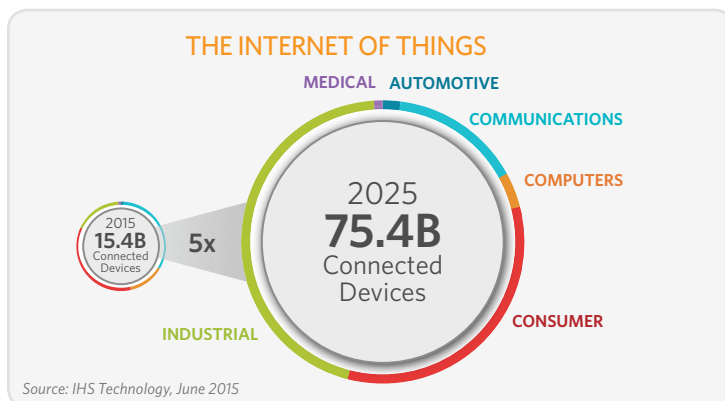 THE INTERNET OF THINGS
MEDICAL
AUTOMOTIVE
COMMUNICATIONS
COMPUTERS
2015
15.4B
Connected
Devices
5x
2025
75.4B
Connected
Devices
CONSUMER
INDUSTRIAL
Source: IHS Technology, June 2015